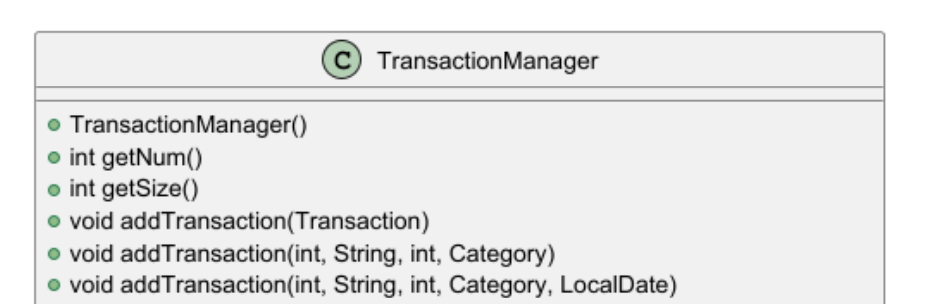 C TransactionManager
TransactionManager()
int getNum()
int getSize()
void addTransaction(Transaction)
void addTransaction(int, String, int, Category)
void addTransaction(int, String, int, Category, LocalDate)